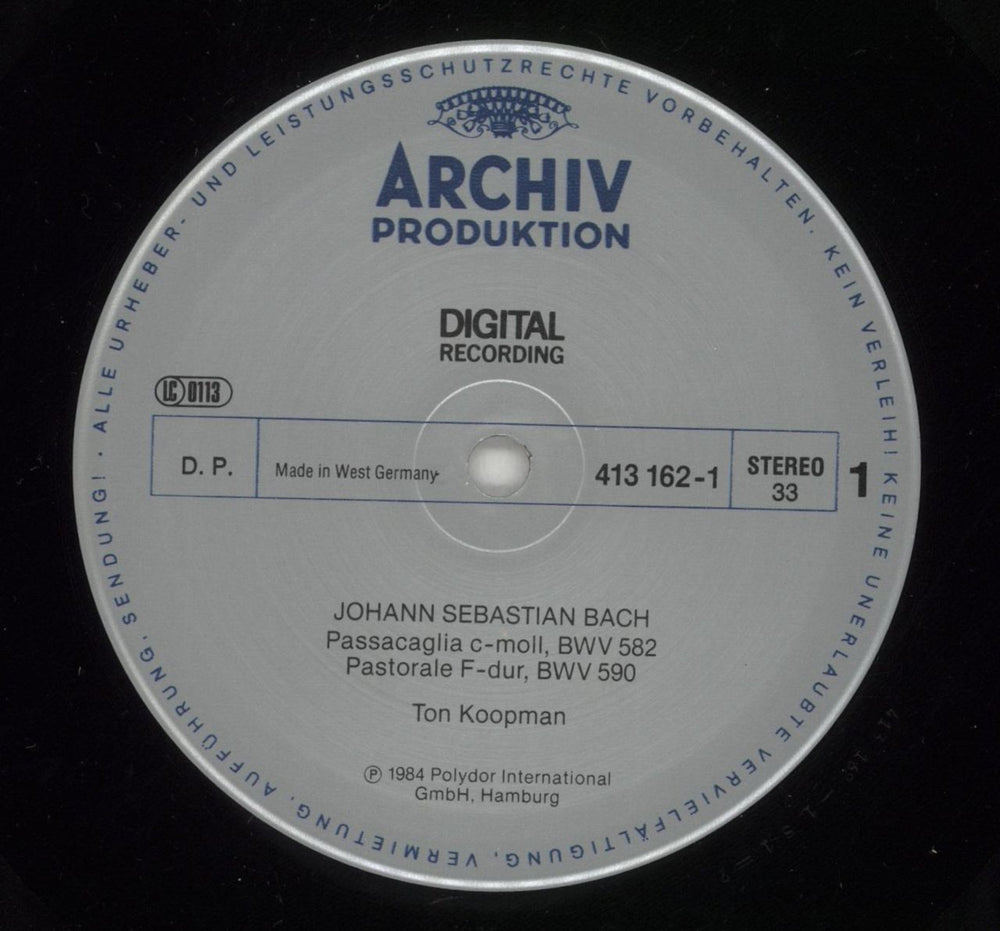 ALLE URHEBER- UND LEISTUNGSSCHUTZRECHTE VORBEHALTEN. KEIN VERLEIH! KEINE UNERLAUBTE VERVIELFÄLTIGUNG, VERMIETUNG, AUFFÜHRUNG, SENDUNG! ·
ARCHIV
PRODUKTION
DIGITAL
RECORDING
LC 0113
D. P.
Made in West Germany
413 162-1
STEREO
33
1
JOHANN SEBASTIAN BACH
Passacaglia c-moll, BWV 582
Pastorale F-dur, BWV 590
Ton Koopman
℗ 1984 Polydor International
GmbH, Hamburg